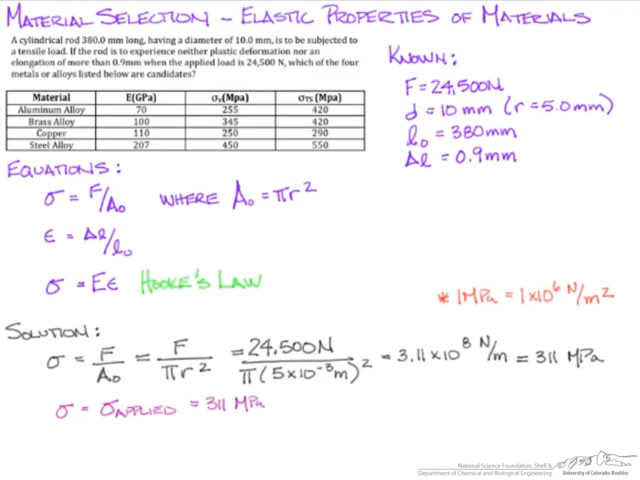 MATERIAL SELECTION - ELASTIC PROPERTIES OF MATERIALS
A cylindrical rod 380.0 mm long, having a diameter of 10.0 mm, is to be subjected
to a tensile load. If the rod is to experience neither plastic deformation nor an
elongation of more than 0.9mm when the applied load is 24,500 N, which of the four
metals or alloys listed below are candidates?
Material E(GPa) σy(Mpa) σTS(Mpa)
Aluminum Alloy 70 255 420
Brass Alloy 100 345 420
Copper 110 250 290
Steel Alloy 207 450 550
KNOWN:
F = 24,500N
d = 10 mm (r = 5.0mm)
l₀ = 380mm
Δl = 0.9mm
EQUATIONS:
σ = F/A₀ WHERE A₀ = πr²
ε = Δl/l₀
σ = Eε HOOKE'S LAW
* 1MPa = 1×10⁶ N/m²
SOLUTION:
σ = F/A₀ = F/πr² = 24,500N/π(5×10⁻³m)² = 3.11×10⁸ N/m = 311 MPa
σ = σAPPLIED = 311 MPa
National Science Foundation, Shell &
Department of Chemical and Biological Engineering
University of Colorado-Boulder